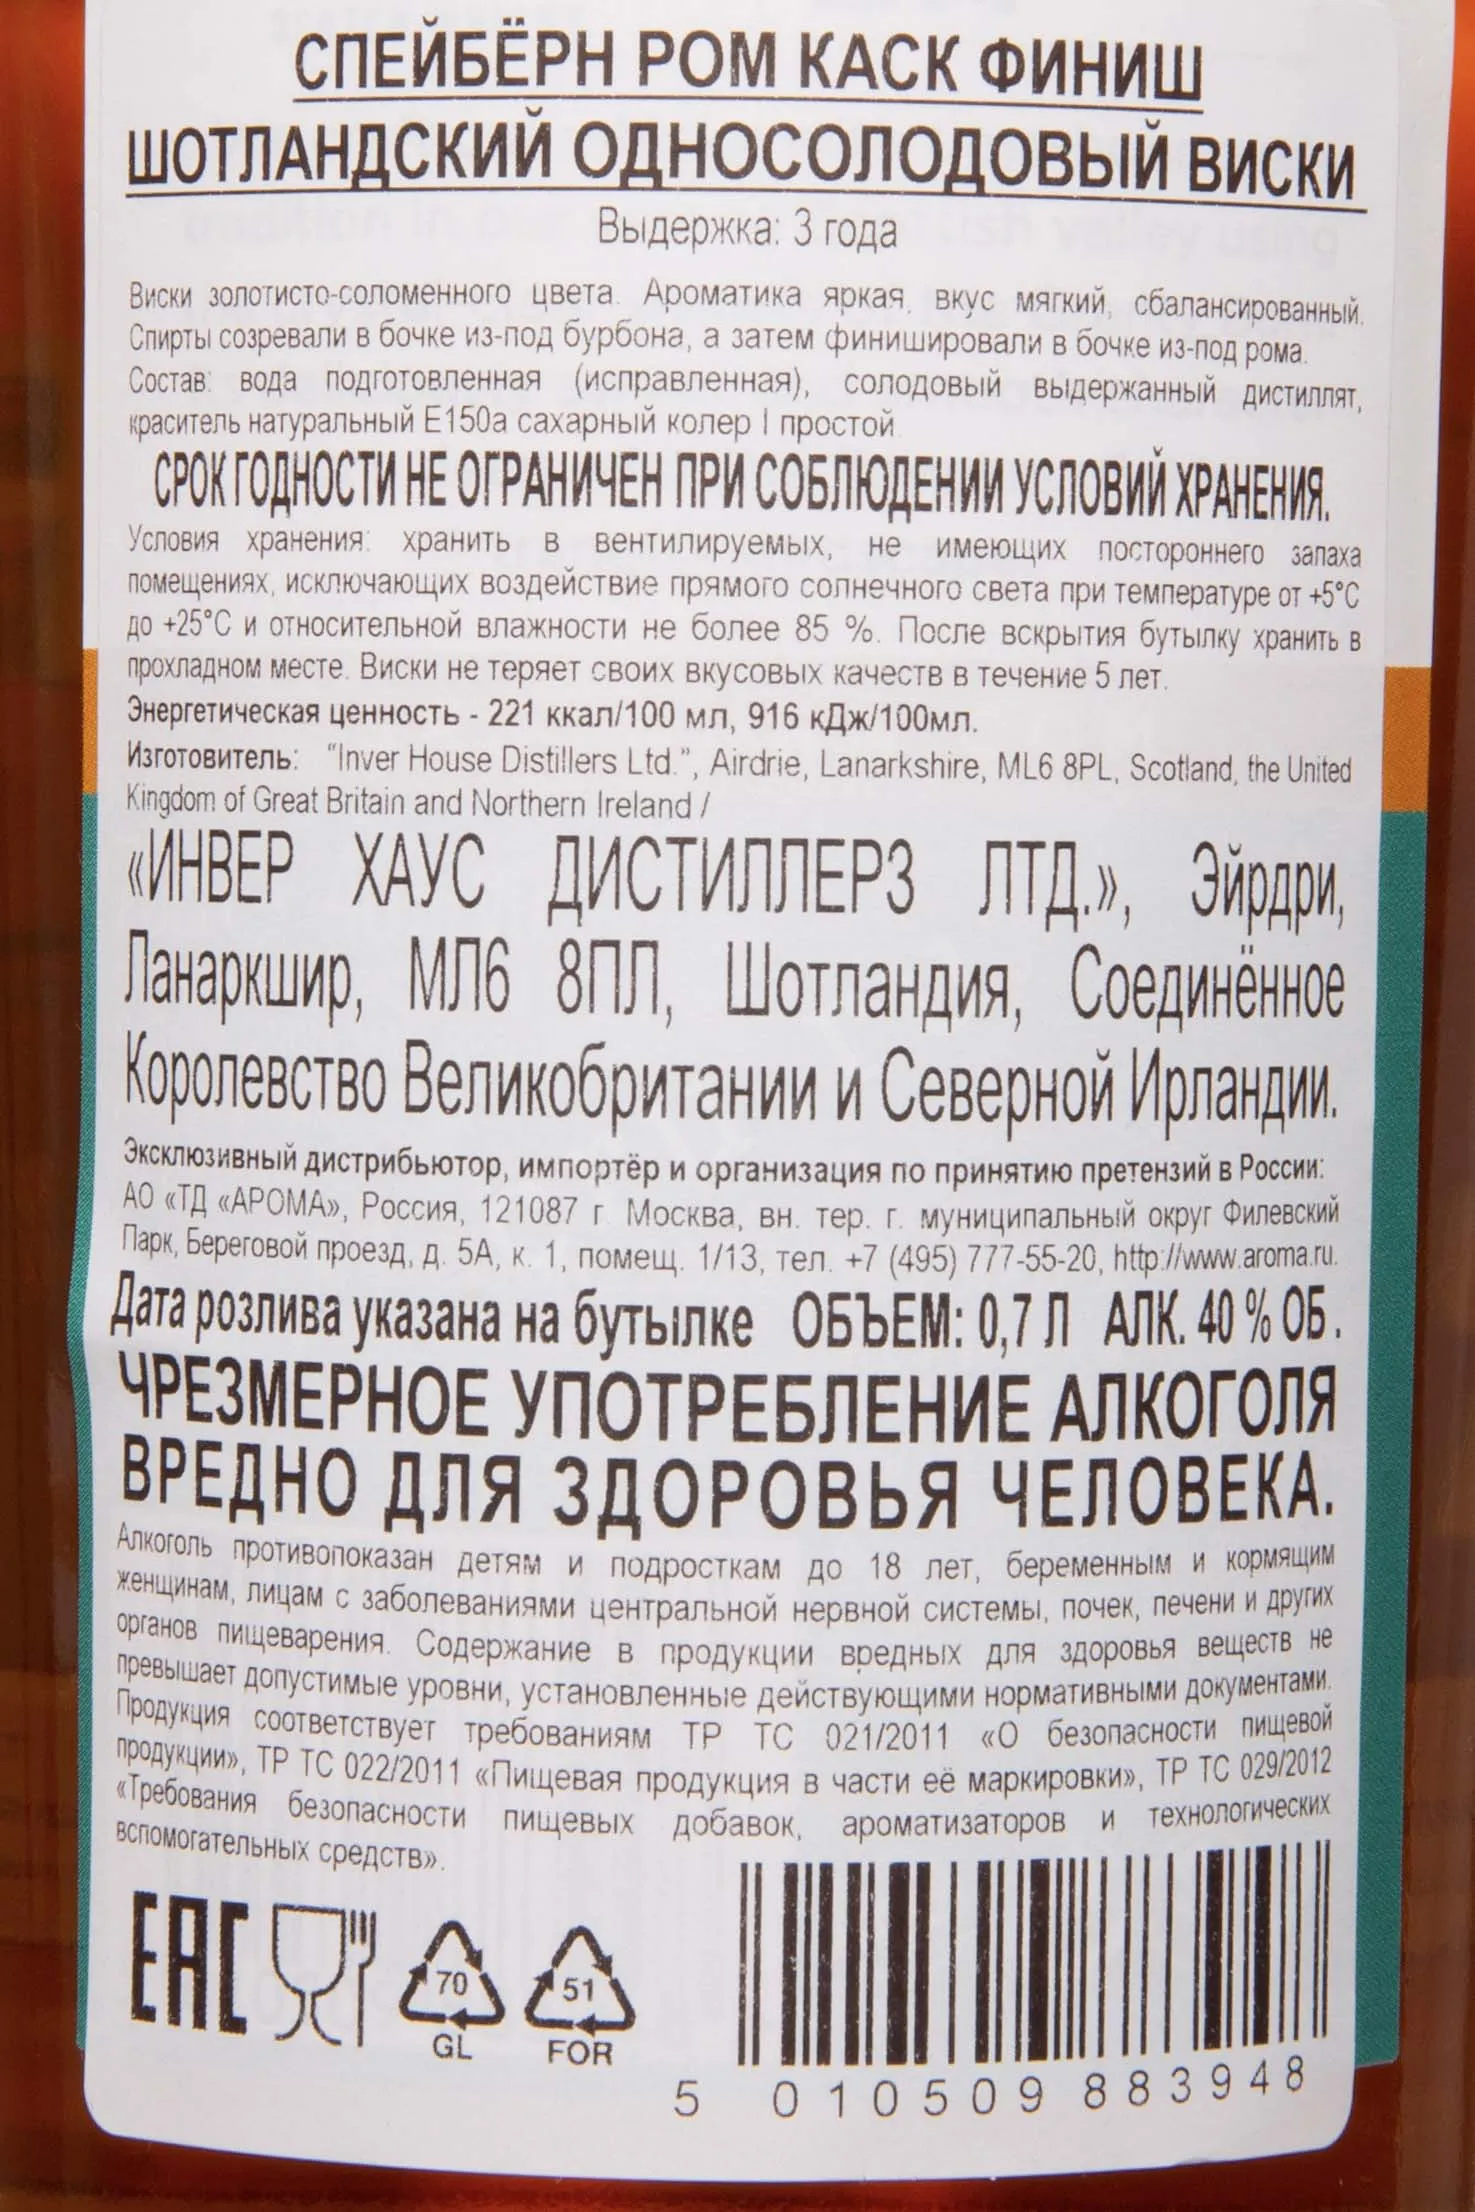 СПЕЙБЁРН РОМ КАСК ФИНИШ
ШОТЛАНДСКИЙ ОДНОСОЛОДОВЫЙ ВИСКИ
Выдержка: 3 года
Виски золотисто-соломенного цвета. Ароматика яркая, вкус мягкий, сбалансированный.
Спирты созревали в бочке из-под бурбона, а затем финишировали в бочке из-под рома.
Состав: вода подготовленная (исправленная), солодовый выдержанный дистиллят,
краситель натуральный Е150а сахарный колер I простой.
СРОК ГОДНОСТИ НЕ ОГРАНИЧЕН ПРИ СОБЛЮДЕНИИ УСЛОВИЙ ХРАНЕНИЯ.
Условия хранения: хранить в вентилируемых, не имеющих постороннего запаха
помещениях, исключающих воздействие прямого солнечного света при температуре от +5°С
до +25°С и относительной влажности не более 85 %. После вскрытия бутылку хранить в
прохладном месте. Виски не теряет своих вкусовых качеств в течение 5 лет.
Энергетическая ценность - 221 ккал/100 мл, 916 кДж/100мл.
Изготовитель: "Inver House Distillers Ltd.", Airdrie, Lanarkshire, ML6 8PL, Scotland, the United
Kingdom of Great Britain and Northern Ireland /
«ИНВЕР ХАУС ДИСТИЛЛЕРЗ ЛТД.», Эйрдри,
Ланаркшир, МЛ6 8ПЛ, Шотландия, Соединённое
Королевство Великобритании и Северной Ирландии.
Эксклюзивный дистрибьютор, импортёр и организация по принятию претензий в России:
АО «ТД «АРОМА», Россия, 121087 г. Москва, вн. тер. г. муниципальный округ Филевский
Парк, Береговой проезд, д. 5А, к. 1, помещ. 1/13, тел. +7 (495) 777-55-20, http://www.aroma.ru.
Дата розлива указана на бутылке ОБЪЕМ: 0,7 Л АЛК. 40 % ОБ.
ЧРЕЗМЕРНОЕ УПОТРЕБЛЕНИЕ АЛКОГОЛЯ
ВРЕДНО ДЛЯ ЗДОРОВЬЯ ЧЕЛОВЕКА.
Алкоголь противопоказан детям и подросткам до 18 лет, беременным и кормящим
женщинам, лицам с заболеваниями центральной нервной системы, почек, печени и других
органов пищеварения. Содержание в продукции вредных для здоровья веществ не
превышает допустимые уровни, установленные действующими нормативными документами.
Продукция соответствует требованиям ТР ТС 021/2011 «О безопасности пищевой
продукции», ТР ТС 022/2011 «Пищевая продукция в части её маркировки», ТР ТС 029/2012
«Требования безопасности пищевых добавок, ароматизаторов и технологических
вспомогательных средств».
EAC
70
GL
51
FOR
5 010509 883948